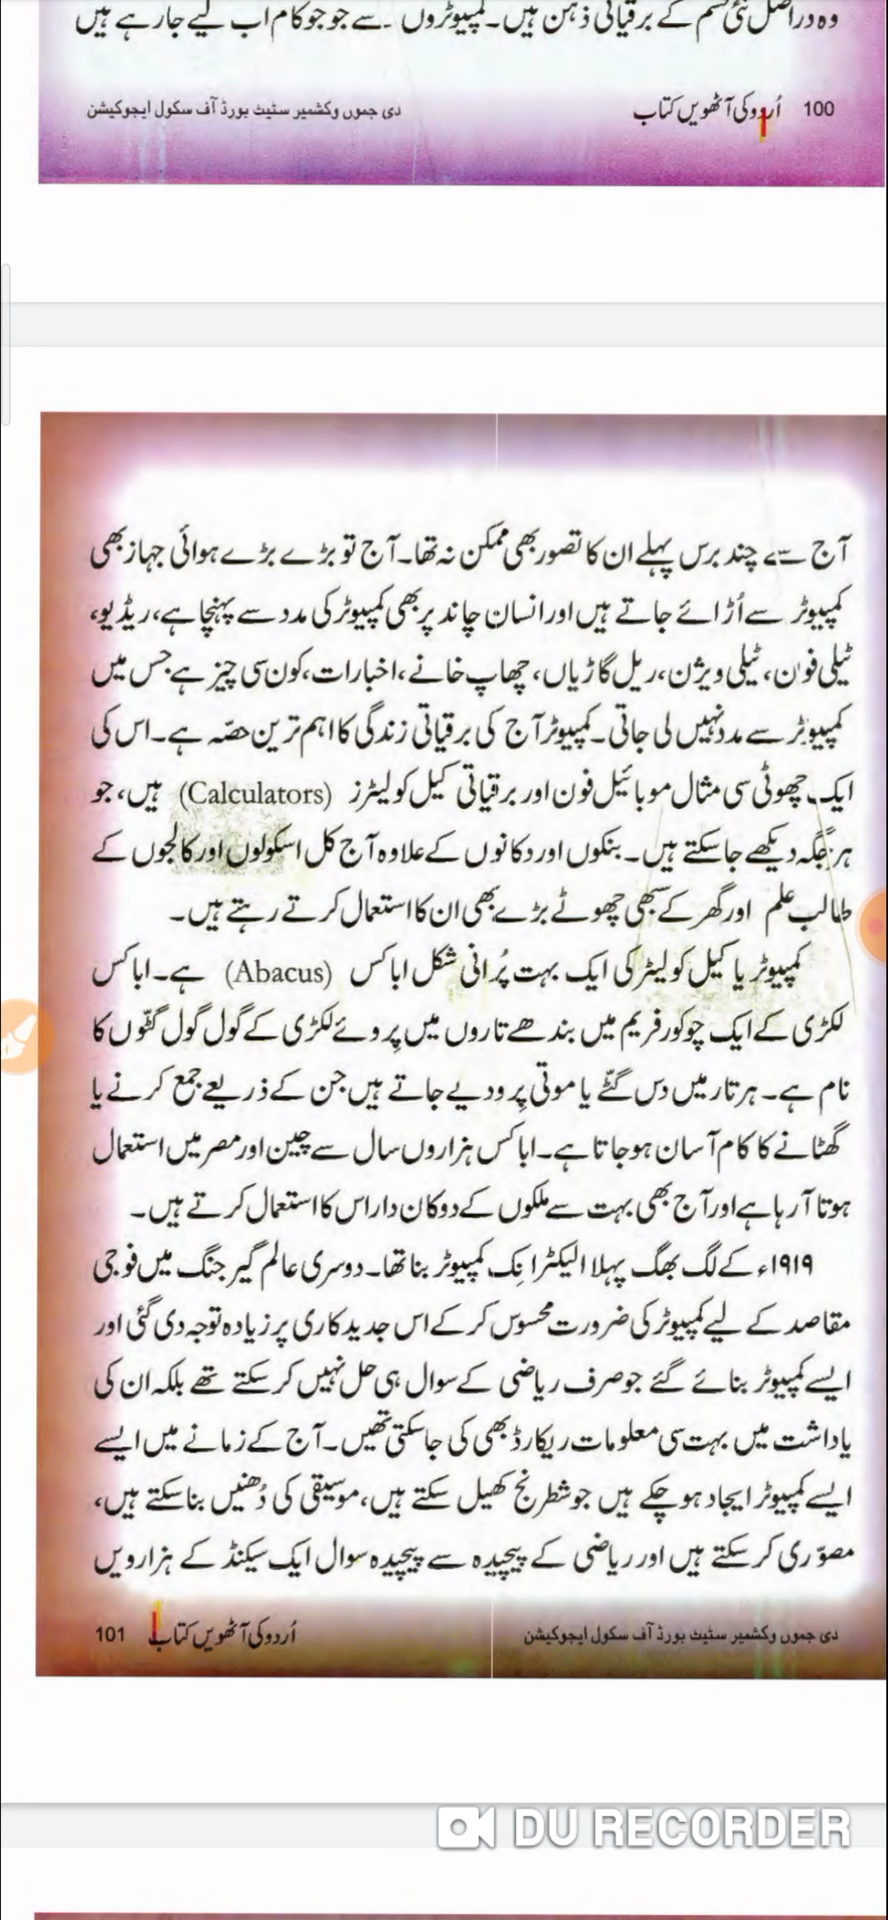 وہ دراصل نئی قسم کے برقیاتی ذہن ہیں۔ کمپیوٹروں ۔سے جو جو کام اب لیے جا رہے ہیں
100 اُردو کی آٹھویں کتاب دی جموں وکشمیر سٹیٹ بورڈ آف سکول ایجوکیشن
آج سے چند برس پہلے ان کا تصور بھی ممکن نہ تھا۔ آج تو بڑے بڑے ہوائی جہاز بھی
کمپیوٹر سے اُڑائے جاتے ہیں اور انسان چاند پر بھی کمپیوٹر کی مدد سے پہنچا ہے، ریڈیو،
ٹیلی فون، ٹیلی ویژن، ریل گاڑیاں، چھاپ خانے، اخبارات، کون سی چیز ہے جس میں
کمپیوٹر سے مدد نہیں لی جاتی۔ کمپیوٹر آج کی برقیاتی زندگی کا اہم ترین حصّہ ہے۔ اس کی
ایک چھوٹی سی مثال موبائیل فون اور برقیاتی کیل کولیٹرز (Calculators) ہیں، جو
ہر جگہ دیکھے جا سکتے ہیں۔ بنکوں اور دکانوں کے علاوہ آج کل اسکولوں اور کالجوں کے
طالب علم اور گھر کے سبھی چھوٹے بڑے بھی ان کا استعمال کرتے رہتے ہیں۔
کمپیوٹر یا کیل کولیٹر کی ایک بہت پُرانی شکل اباکس (Abacus) ہے۔ اباکس
لکڑی کے ایک چوکور فریم میں بندھے تاروں میں پروئے لکڑی کے گول گول گٹّوں کا
نام ہے۔ ہر تار میں دس گٹّے یا موتی پرو دیے جاتے ہیں جن کے ذریعے جمع کرنے یا
گھٹانے کا کام آسان ہو جاتا ہے۔ اباکس ہزاروں سال سے چین اور مصر میں استعمال
ہوتا آ رہا ہے اور آج بھی بہت سے ملکوں کے دوکان دار اس کا استعمال کرتے ہیں۔
۱۹۱۹ء کے لگ بھگ پہلا الیکٹرانک کمپیوٹر بنا تھا۔ دوسری عالم گیر جنگ میں فوجی
مقاصد کے لیے کمپیوٹر کی ضرورت محسوس کر کے اس جدید کاری پر زیادہ توجہ دی گئی اور
ایسے کمپیوٹر بنائے گئے جو صرف ریاضی کے سوال ہی حل نہیں کر سکتے تھے بلکہ ان کی
یاداشت میں بہت سی معلومات ریکارڈ بھی کی جا سکتی تھیں۔ آج کے زمانے میں ایسے
ایسے کمپیوٹر ایجاد ہو چکے ہیں جو شطرنج کھیل سکتے ہیں، موسیقی کی دُھنیں بنا سکتے ہیں،
مصوّری کر سکتے ہیں اور ریاضی کے پیچیدہ سے پیچیدہ سوال ایک سیکنڈ کے ہزارویں
دی جموں وکشمیر سٹیٹ بورڈ آف سکول ایجوکیشن اُردو کی آٹھویں کتاب 101
DU RECORDER